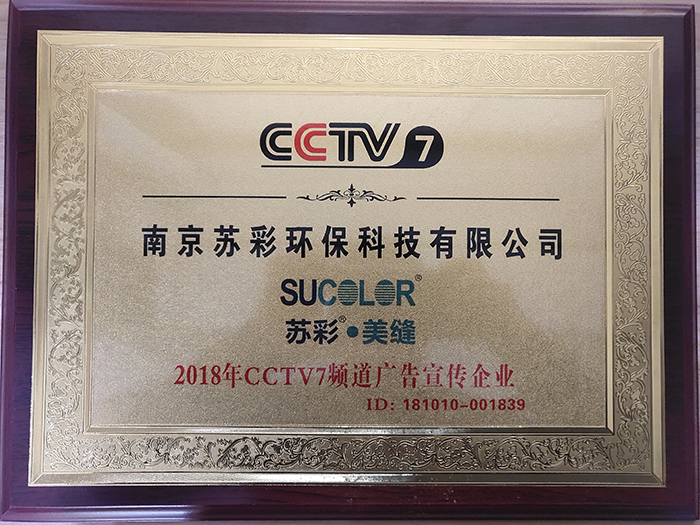 CCTV 7
南京苏彩环保科技有限公司
SUCOLOR®
苏彩®·美缝
2018年CCTV7频道广告宣传企业
ID: 181010-001839